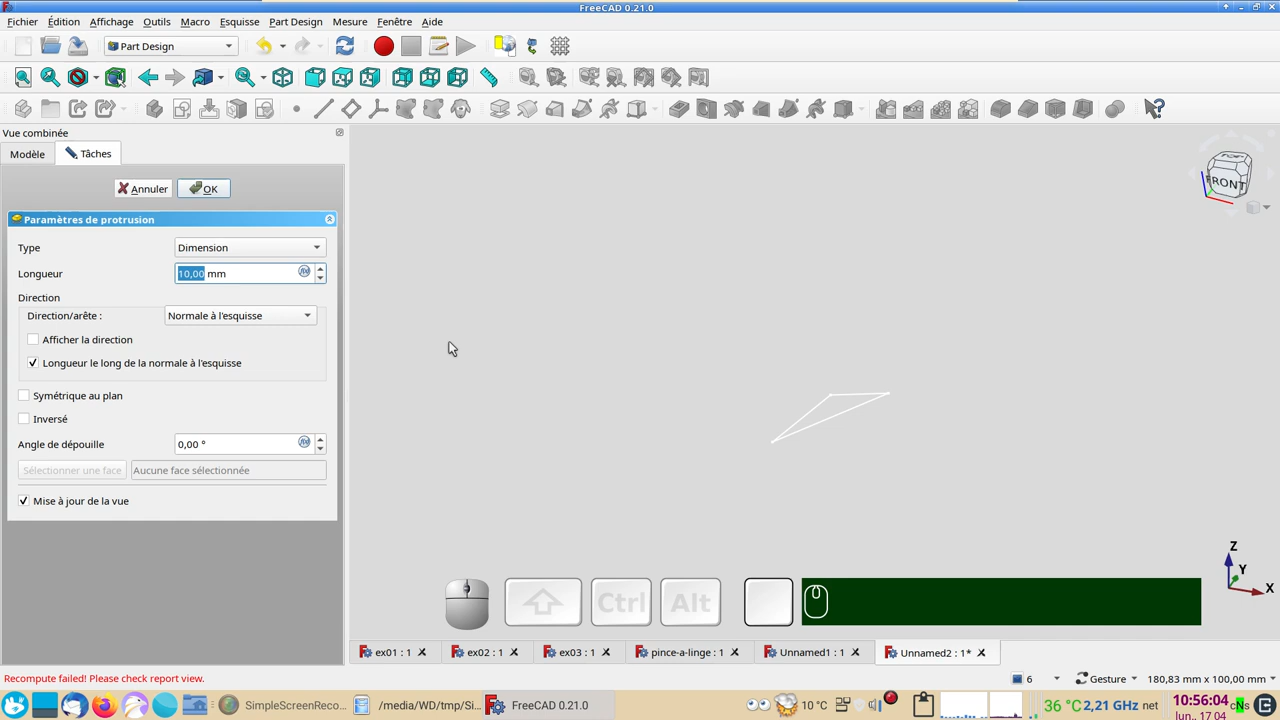 FreeCAD 0.21.0
Fichier Édition Affichage Outils Macro Esquisse Part Design Mesure Fenêtre Aide
Part Design
Vue combinée
Modèle Tâches
Annuler OK
Paramètres de protrusion
Type Dimension
Longueur 10,00 mm
Direction
Direction/arête : Normale à l'esquisse
Afficher la direction
Longueur le long de la normale à l'esquisse
Symétrique au plan
Inversé
Angle de dépouille 0,00 °
Sélectionner une face Aucune face sélectionnée
Mise à jour de la vue
TOP
FRONT
Z
Y
X
Ctrl Alt
ex01 : 1 ex02 : 1 ex03 : 1 pince-a-linge : 1 Unnamed1 : 1 Unnamed2 : 1*
Recompute failed! Please check report view. 6 Gesture 180,83 mm x 100,00 mm
SimpleScreenReco... /media/WD/tmp/Si... FreeCAD 0.21.0 10 °C 36 °C 2,21 GHz net 10:56:04
lun.. 17 04